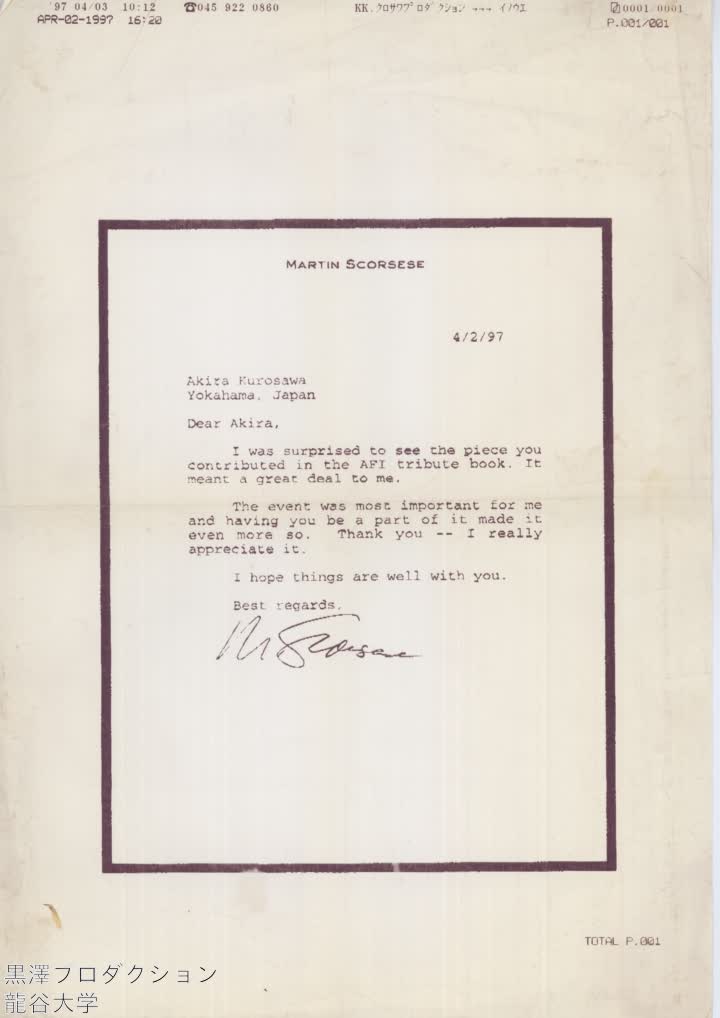 '97 04/03 10:12 ☎045 922 0860 KK.クロサワプロダクション →→→ イノウエ 0001/0001
APR-02-1997 16:20 P.001/001
MARTIN SCORSESE
4/2/97
Akira Kurosawa
Yokahama, Japan
Dear Akira,
I was surprised to see the piece you
contributed in the AFI tribute book. It
meant a great deal to me.
The event was most important for me
and having you be a part of it made it
even more so. Thank you -- I really
appreciate it.
I hope things are well with you.
Best regards,
M Scorsese
TOTAL P.001
黒澤プロダクション
龍谷大学